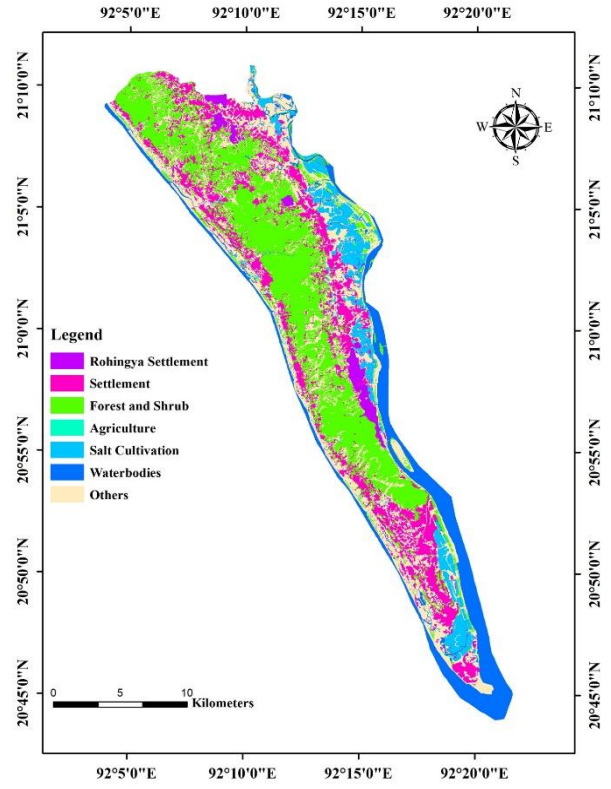 92°5'0"E 92°10'0"E 92°15'0"E 92°20'0"E
21°10'0"N 21°10'0"N
N
W E
S
21°5'0"N 21°5'0"N
21°0'0"N 21°0'0"N
Legend
Rohingya Settlement
Settlement
Forest and Shrub
Agriculture
Salt Cultivation
Waterbodies
Others
20°55'0"N 20°55'0"N
20°50'0"N 20°50'0"N
20°45'0"N 20°45'0"N
0 5 10
Kilometers
92°5'0"E 92°10'0"E 92°15'0"E 92°20'0"E